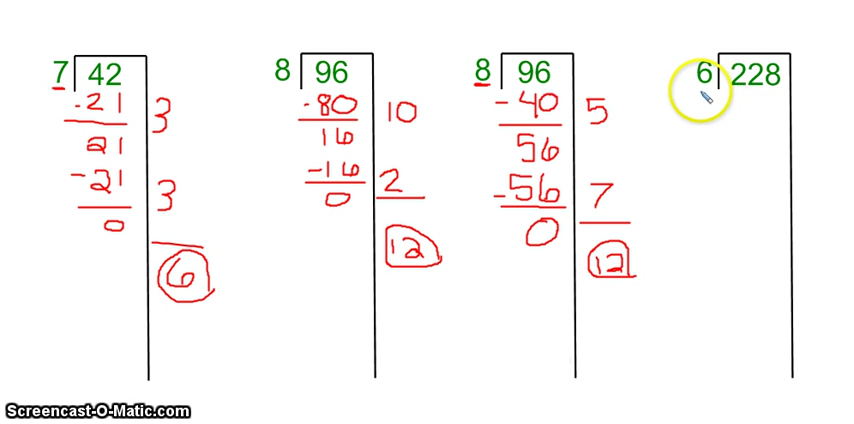 7 42
- 21 3
21
- 21 3
0
6
8 96
- 80 10
16
- 16 2
0
12
8 96
- 40 5
56
- 56 7
0
12
6 228
Screencast-O-Matic.com